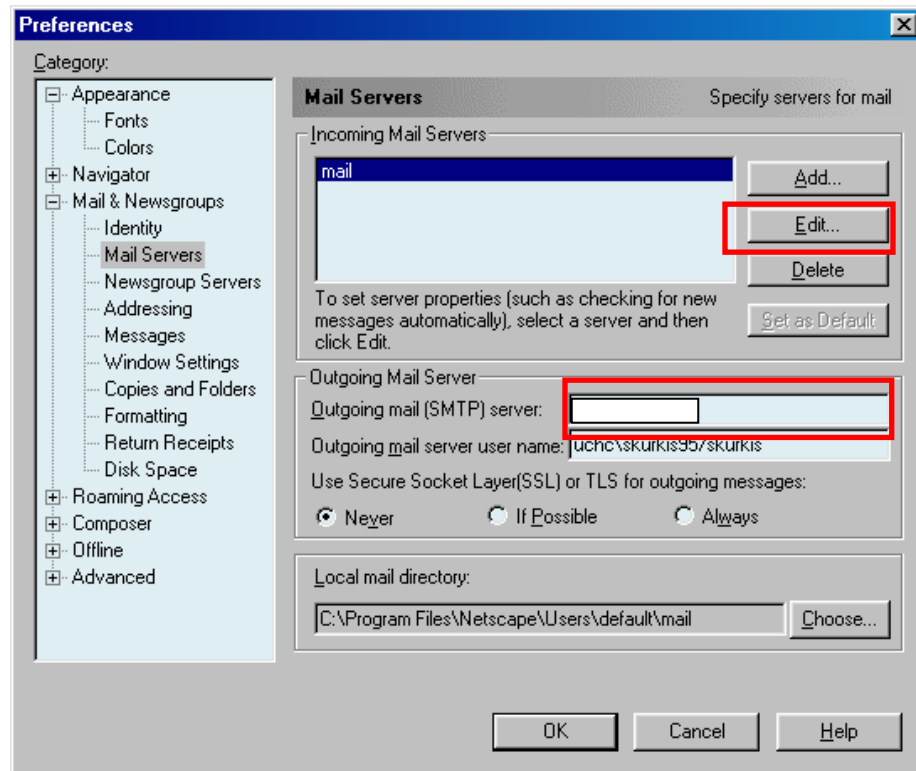 Preferences
Category:
Appearance
Fonts
Colors
Navigator
Mail & Newsgroups
Identity
Mail Servers
Newsgroup Servers
Addressing
Messages
Window Settings
Copies and Folders
Formatting
Return Receipts
Disk Space
Roaming Access
Composer
Offline
Advanced
Mail Servers Specify servers for mail
Incoming Mail Servers
mail
Add...
Edit...
Delete
Set as Default
To set server properties (such as checking for new
messages automatically), select a server and then
click Edit.
Outgoing Mail Server
Outgoing mail (SMTP) server:
Outgoing mail server user name: uchc\skurkis95/skurkis
Use Secure Socket Layer(SSL) or TLS for outgoing messages:
Never If Possible Always
Local mail directory:
C:\Program Files\Netscape\Users\default\mail Choose...
OK Cancel Help